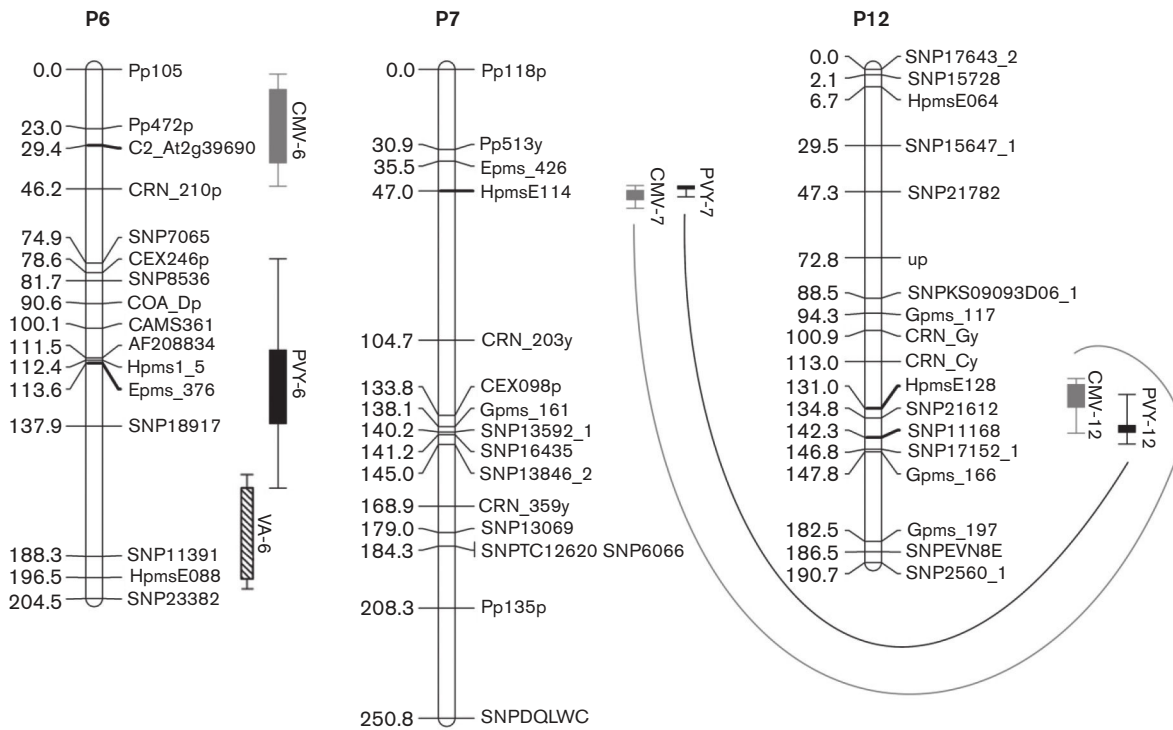 P6
0.0 Pp105
23.0 Pp472p
29.4 C2_At2g39690
46.2 CRN_210p
74.9 SNP7065
78.6 CEX246p
81.7 SNP8536
90.6 COA_Dp
100.1 CAMS361
111.5 AF208834
112.4 Hpms1_5
113.6 Epms_376
137.9 SNP18917
188.3 SNP11391
196.5 HpmsE088
204.5 SNP23382
CMV-6
PVY-6
VA-6
P7
0.0 Pp118p
30.9 Pp513y
35.5 Epms_426
47.0 HpmsE114
104.7 CRN_203y
133.8 CEX098p
138.1 Gpms_161
140.2 SNP13592_1
141.2 SNP16435
145.0 SNP13846_2
168.9 CRN_359y
179.0 SNP13069
184.3 SNPTC12620 SNP6066
208.3 Pp135p
250.8 SNPDQLWC
CMV-7
PVY-7
P12
0.0 SNP17643_2
2.1 SNP15728
6.7 HpmsE064
29.5 SNP15647_1
47.3 SNP21782
72.8 up
88.5 SNPKS09093D06_1
94.3 Gpms_117
100.9 CRN_Gy
113.0 CRN_Cy
131.0 HpmsE128
134.8 SNP21612
142.3 SNP11168
146.8 SNP17152_1
147.8 Gpms_166
182.5 Gpms_197
186.5 SNPEVN8E
190.7 SNP2560_1
CMV-12
PVY-12